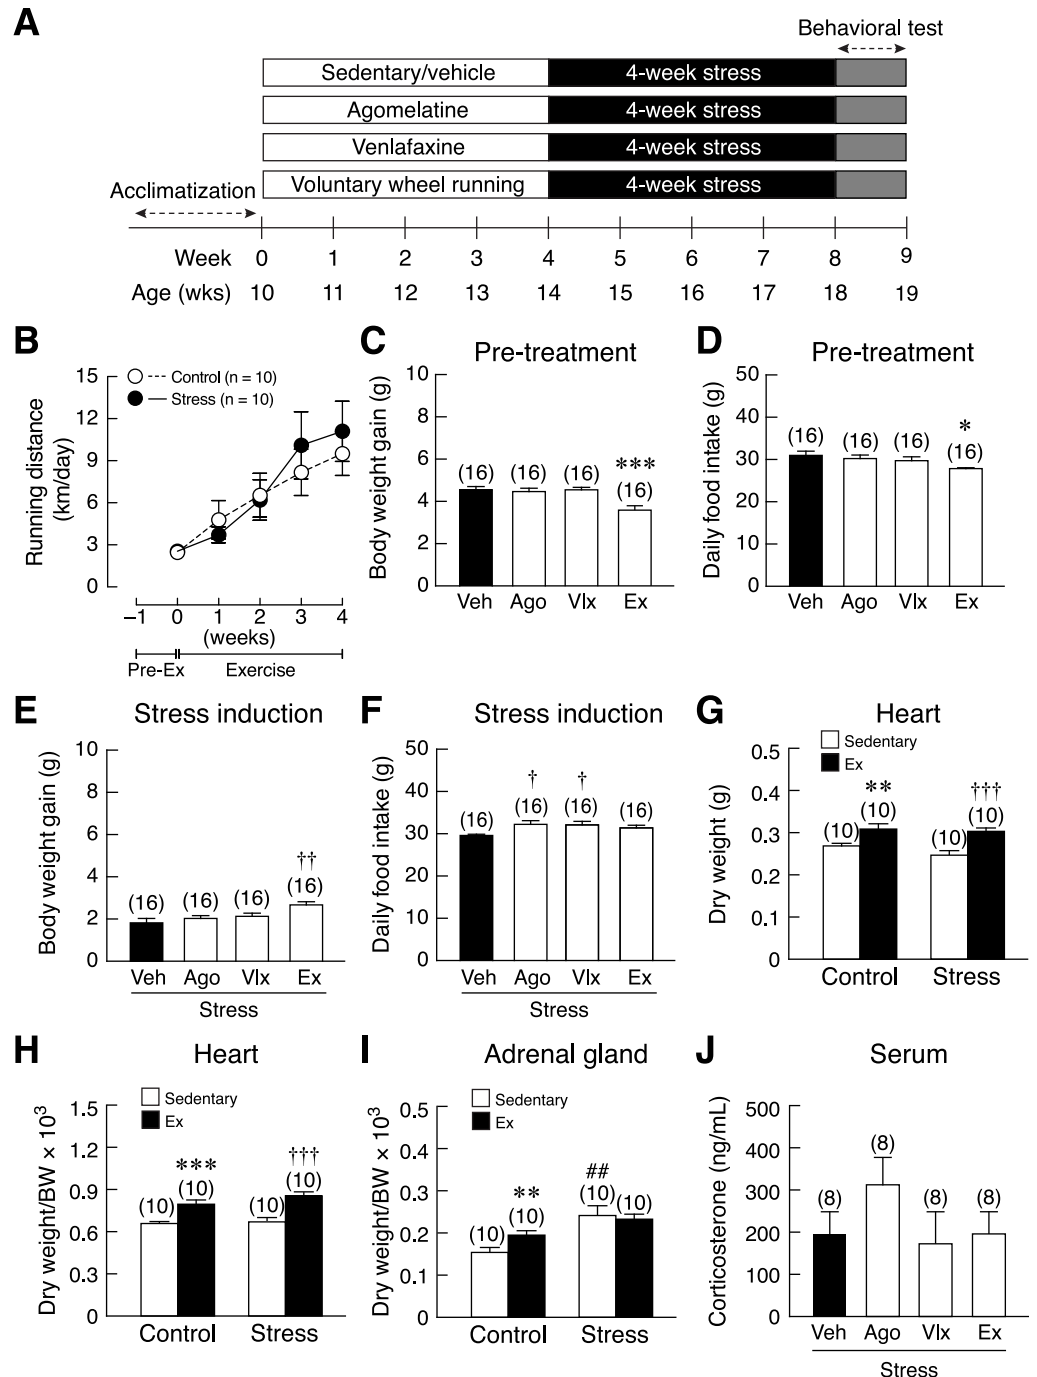 A
Behavioral test
Sedentary/vehicle 4-week stress
Agomelatine 4-week stress
Venlafaxine 4-week stress
Voluntary wheel running 4-week stress
Acclimatization
Week 0 1 2 3 4 5 6 7 8 9
Age (wks) 10 11 12 13 14 15 16 17 18 19
B
Running distance
(km/day)
15
12
9
6
3
0
Control (n = 10)
Stress (n = 10)
−1 0 1 2 3 4
(weeks)
Pre-Ex Exercise
C
Pre-treatment
Body weight gain (g)
10
8
6
4
2
0
(16) (16) (16) *** (16)
Veh Ago Vlx Ex
D
Pre-treatment
Daily food intake (g)
50
40
30
20
10
0
(16) (16) (16) * (16)
Veh Ago Vlx Ex
E
Stress induction
Body weight gain (g)
10
8
6
4
2
0
(16) (16) (16) †† (16)
Veh Ago Vlx Ex
Stress
F
Stress induction
Daily food intake (g)
50
40
30
20
10
0
† †
(16) (16) (16) (16)
Veh Ago Vlx Ex
Stress
G
Heart
Dry weight (g)
0.5
0.4
0.3
0.2
0.1
0
Sedentary
Ex
** †††
(10) (10) (10) (10)
Control Stress
H
Heart
Dry weight/BW × 10³
1.5
1.2
0.9
0.6
0.3
0
Sedentary
Ex
*** †††
(10) (10) (10) (10)
Control Stress
I
Adrenal gland
Dry weight/BW × 10³
0.5
0.4
0.3
0.2
0.1
0
Sedentary
Ex
** ##
(10) (10) (10) (10)
Control Stress
J
Serum
Corticosterone (ng/mL)
500
400
300
200
100
0
(8) (8) (8) (8)
Veh Ago Vlx Ex
Stress